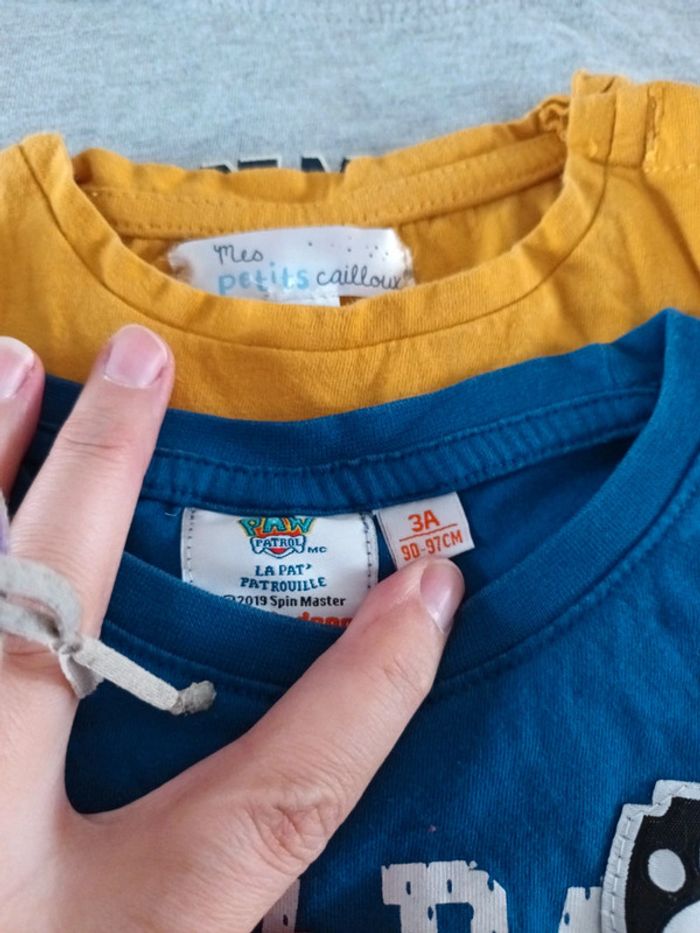 Mes
petits cailloux
PAW
PATROL MC
LA PAT'
PATROUILLE
©2019 Spin Master
3A
90-97CM